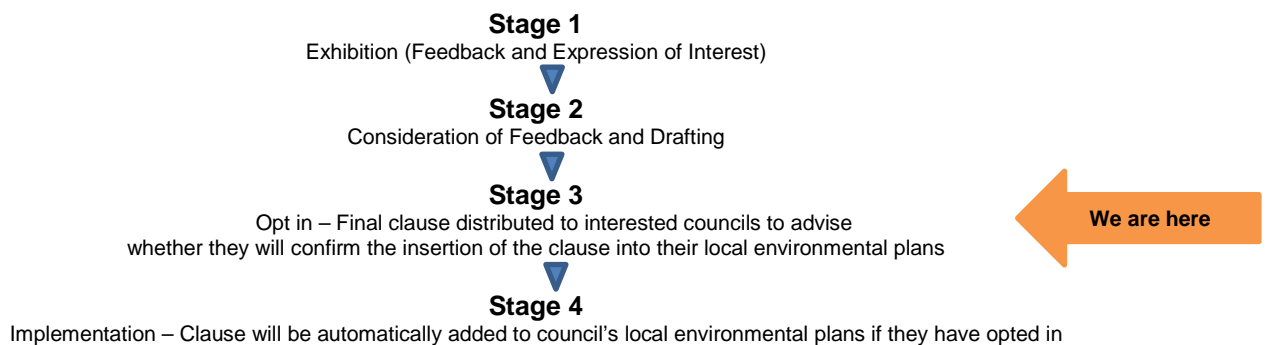 Stage 1
Exhibition (Feedback and Expression of Interest)
Stage 2
Consideration of Feedback and Drafting
Stage 3
Opt in – Final clause distributed to interested councils to advise
whether they will confirm the insertion of the clause into their local environmental plans
We are here
Stage 4
Implementation – Clause will be automatically added to council's local environmental plans if they have opted in